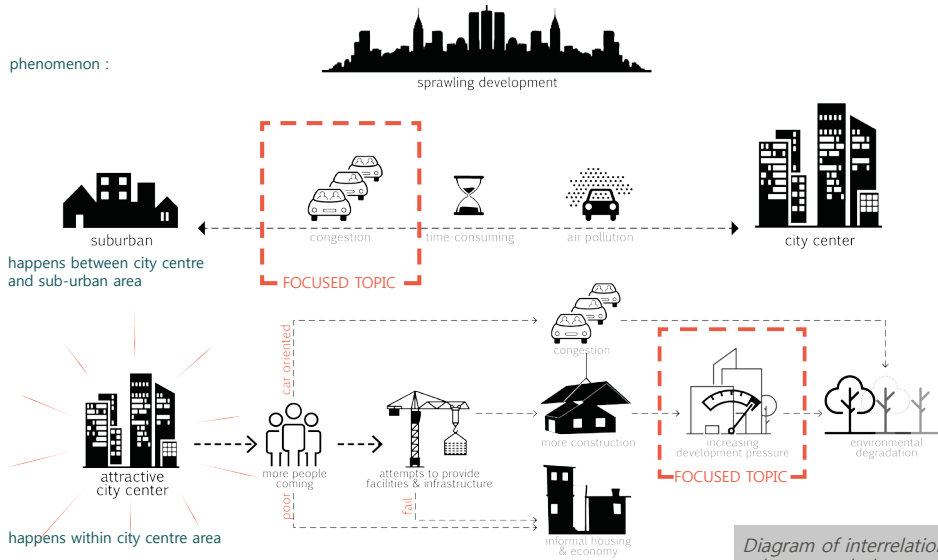 phenomenon :
sprawling development
suburban
congestion
time-consuming
air pollution
city center
happens between city centre
and sub-urban area
FOCUSED TOPIC
car oriented
congestion
attractive
city center
more people
coming
attempts to provide
facilities & infrastructure
more construction
increasing
development pressure
environmental
degradation
FOCUSED TOPIC
poor
fail
informal housing
& economy
happens within city centre area
Diagram of interrelation